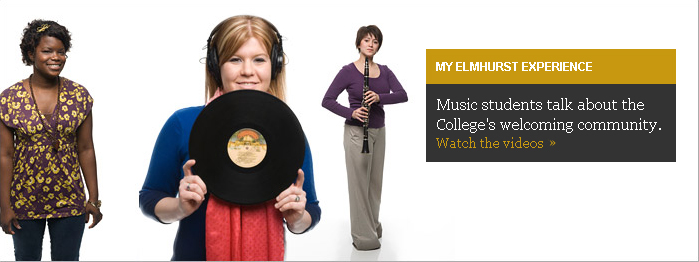 MY ELMHURST EXPERIENCE
Music students talk about the
College's welcoming community.
Watch the videos »